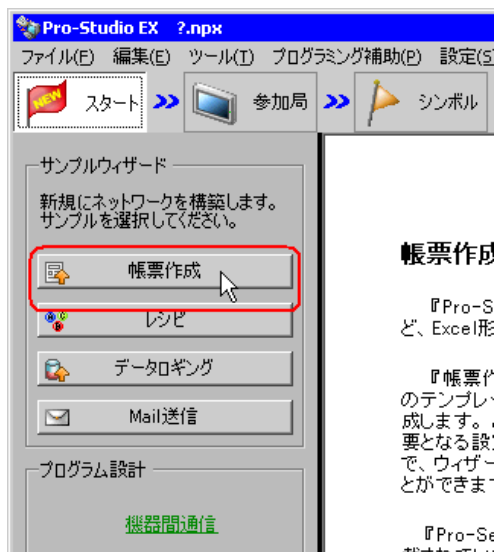 Pro-Studio EX ?.npx
ファイル(F) 編集(E) ツール(T) プログラミング補助(P) 設定(S
NEW スタート >> 参加局 >> シンボル
サンプルウィザード
新規にネットワークを構築します。
サンプルを選択してください。
帳票作成
レシピ
データロギング
Mail送信
プログラム設計
機器間通信
帳票作成
『Pro-S
ど、Excel形
『帳票作
のテンプレー
成します。
要となる設
で、ウィザー
とができま
『Pro-Se